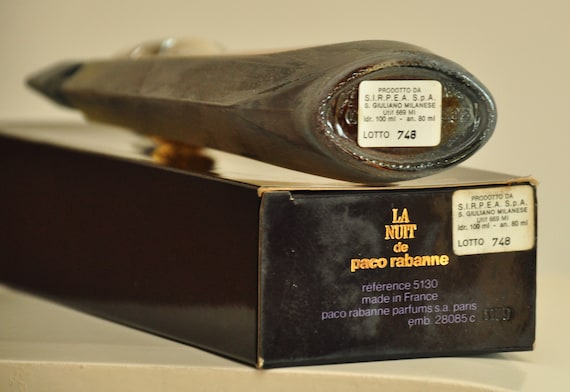 PRODOTTO DA
S.I.R.P.E.A. S.p.A.
S. GIULIANO MILANESE
Utif 669 MI
idr. 100 ml - an. 80 ml
LOTTO 748
LA
NUIT
de
paco rabanne
référence 5130
made in France
paco rabanne parfums s.a. paris
emb. 28085 c
PRODOTTO DA
S.I.R.P.E.A. S.p.A.
S. GIULIANO MILANESE
Utif 669 MI
idr. 100 ml - an. 80 ml
LOTTO 748